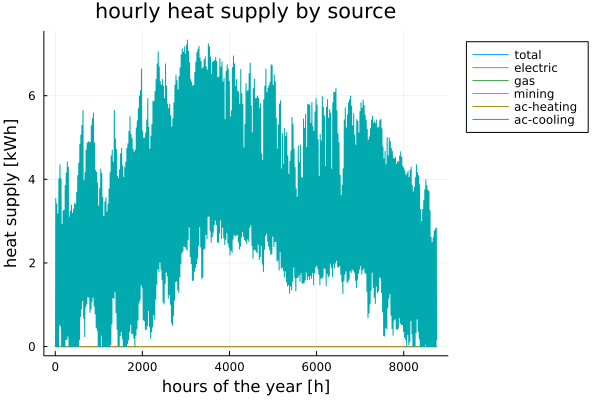 hourly heat supply by source
heat supply [kWh]
6
4
2
0
0 2000 4000 6000 8000
hours of the year [h]
total
electric
gas
mining
ac-heating
ac-cooling